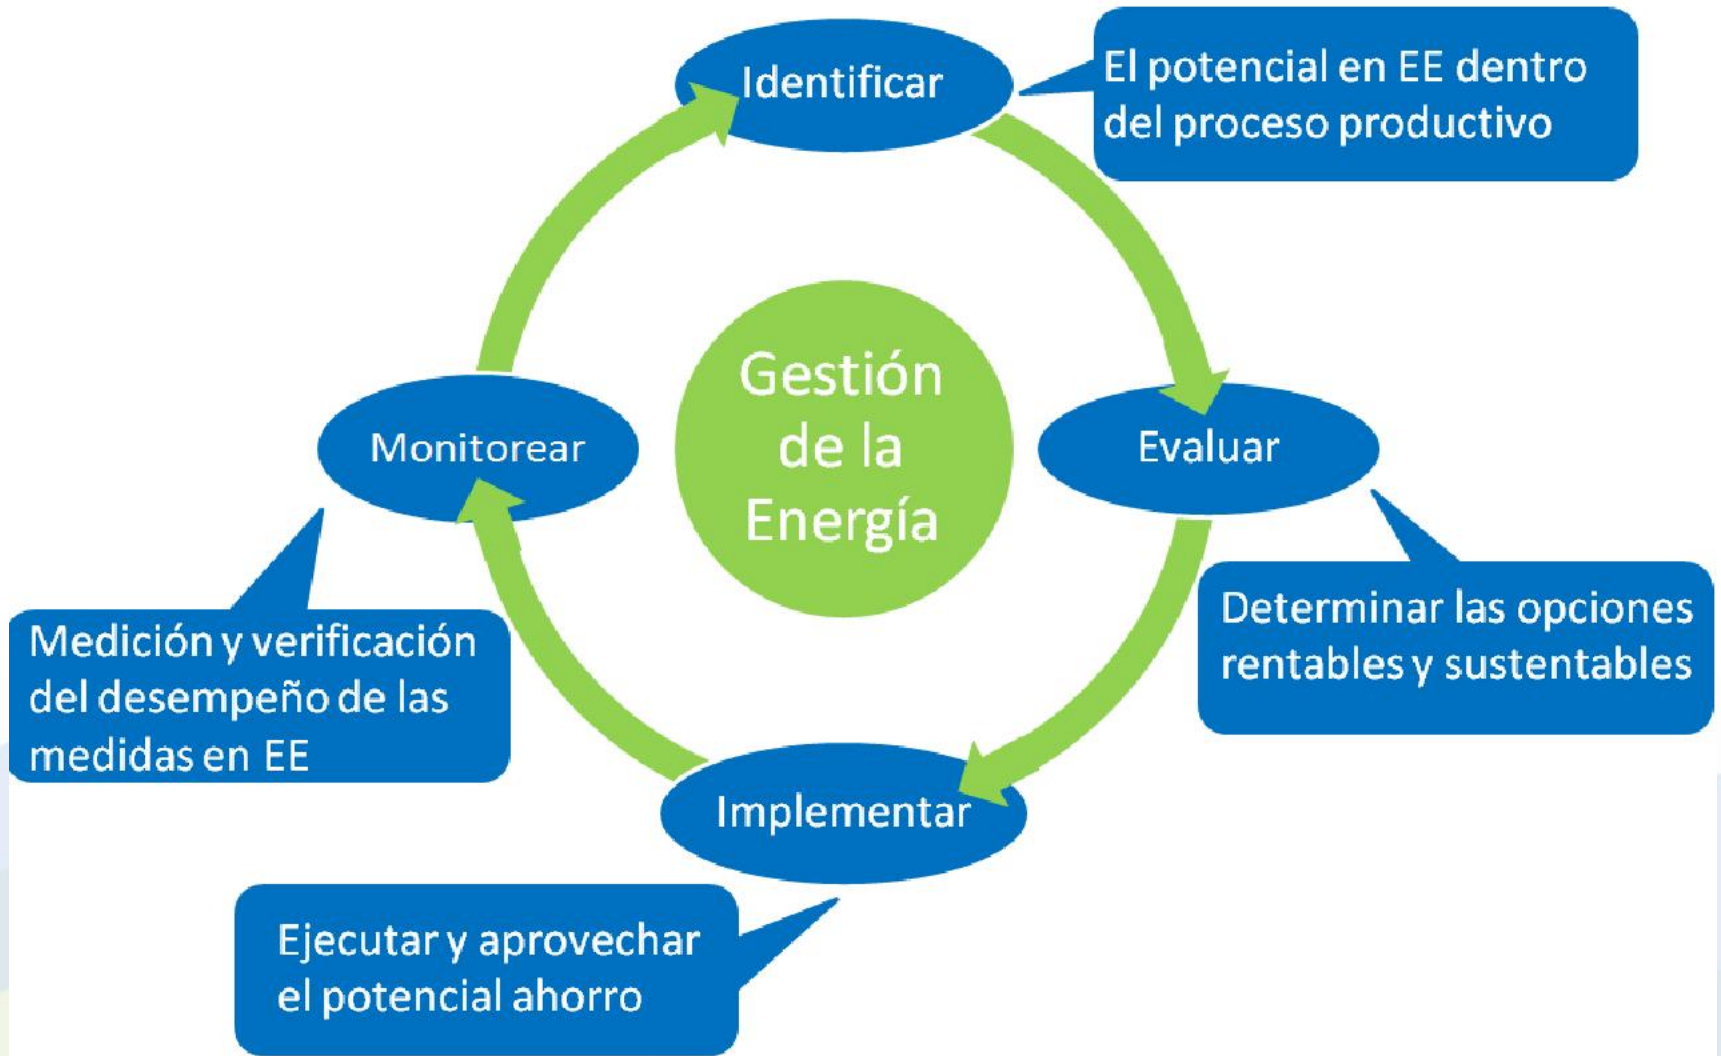 Identificar
El potencial en EE dentro
del proceso productivo
Gestión
de la
Energía
Monitorear
Evaluar
Determinar las opciones
rentables y sustentables
Medición y verificación
del desempeño de las
medidas en EE
Implementar
Ejecutar y aprovechar
el potencial ahorro